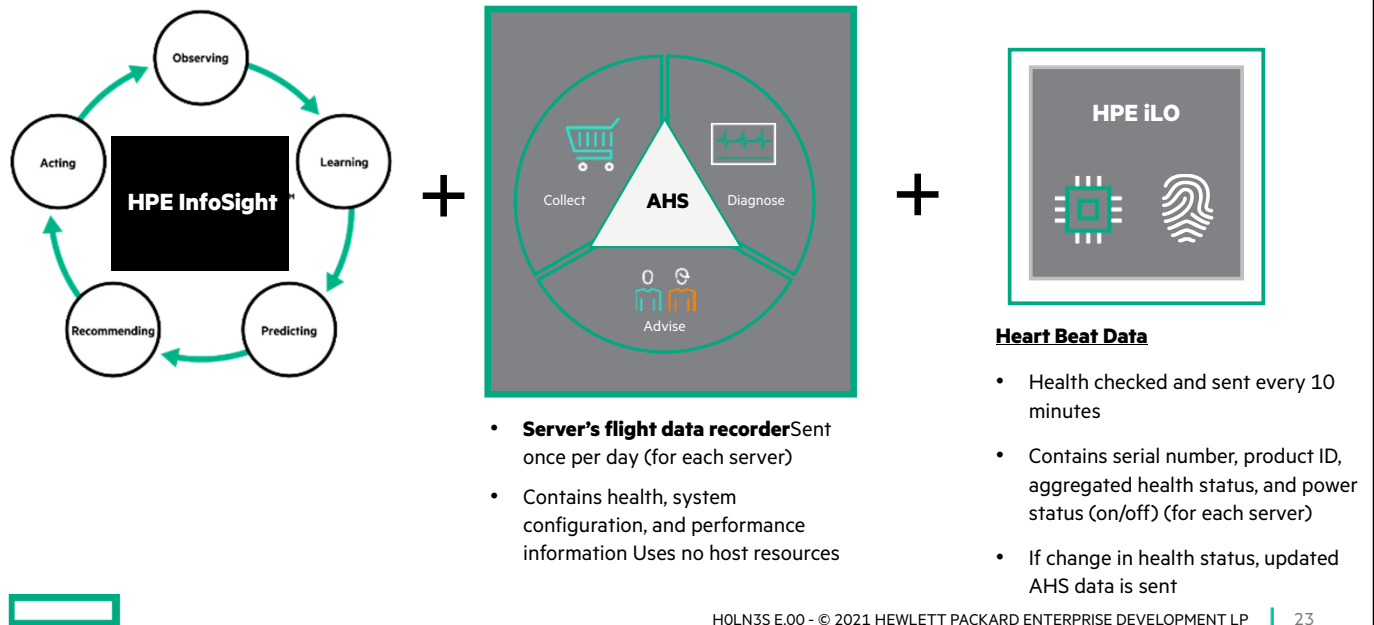 Observing
Learning
Predicting
Recommending
Acting
HPE InfoSight
+
Collect
AHS
Diagnose
Advise
• Server’s flight data recorderSent
once per day (for each server)
• Contains health, system
configuration, and performance
information Uses no host resources
+
HPE iLO
Heart Beat Data
• Health checked and sent every 10
minutes
• Contains serial number, product ID,
aggregated health status, and power
status (on/off) (for each server)
• If change in health status, updated
AHS data is sent
H0LN3S E.00 - © 2021 HEWLETT PACKARD ENTERPRISE DEVELOPMENT LP | 23